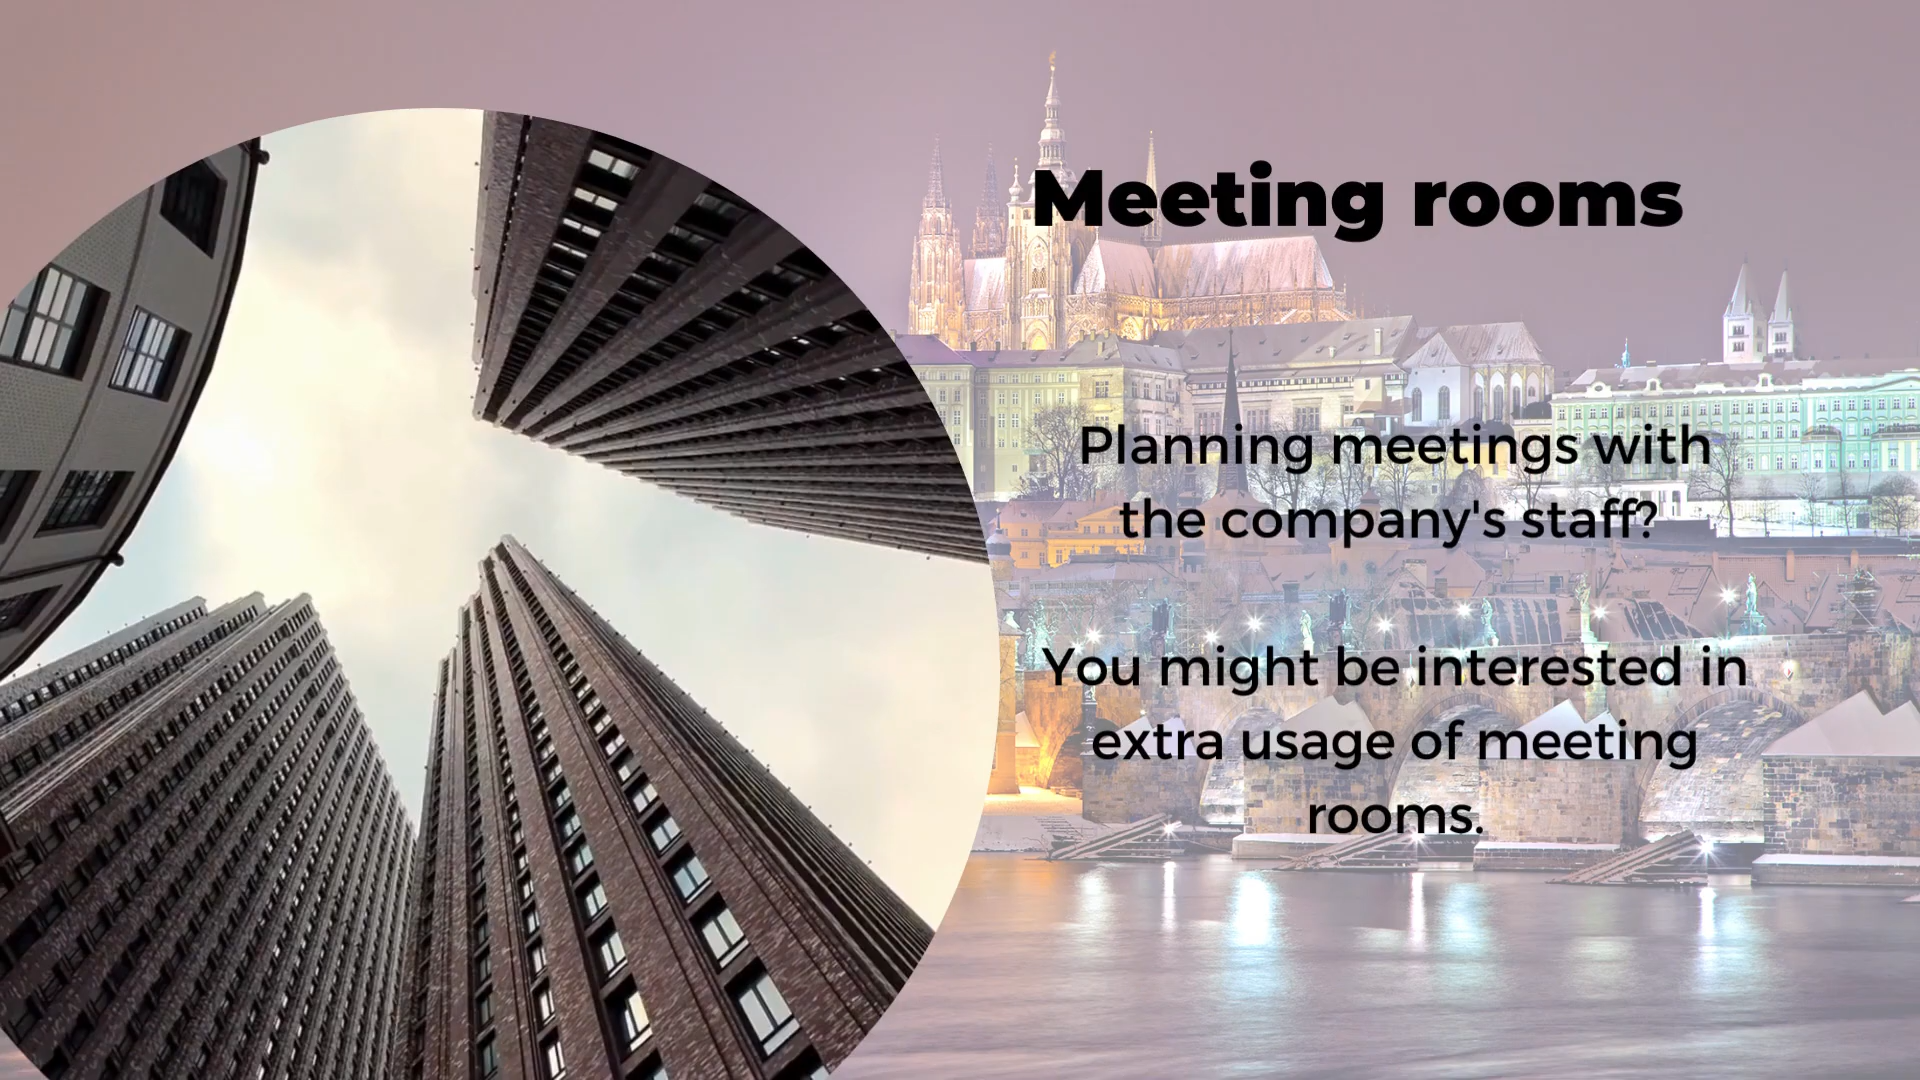 Meeting rooms
Planning meetings with
the company's staff?
You might be interested in
extra usage of meeting
rooms.